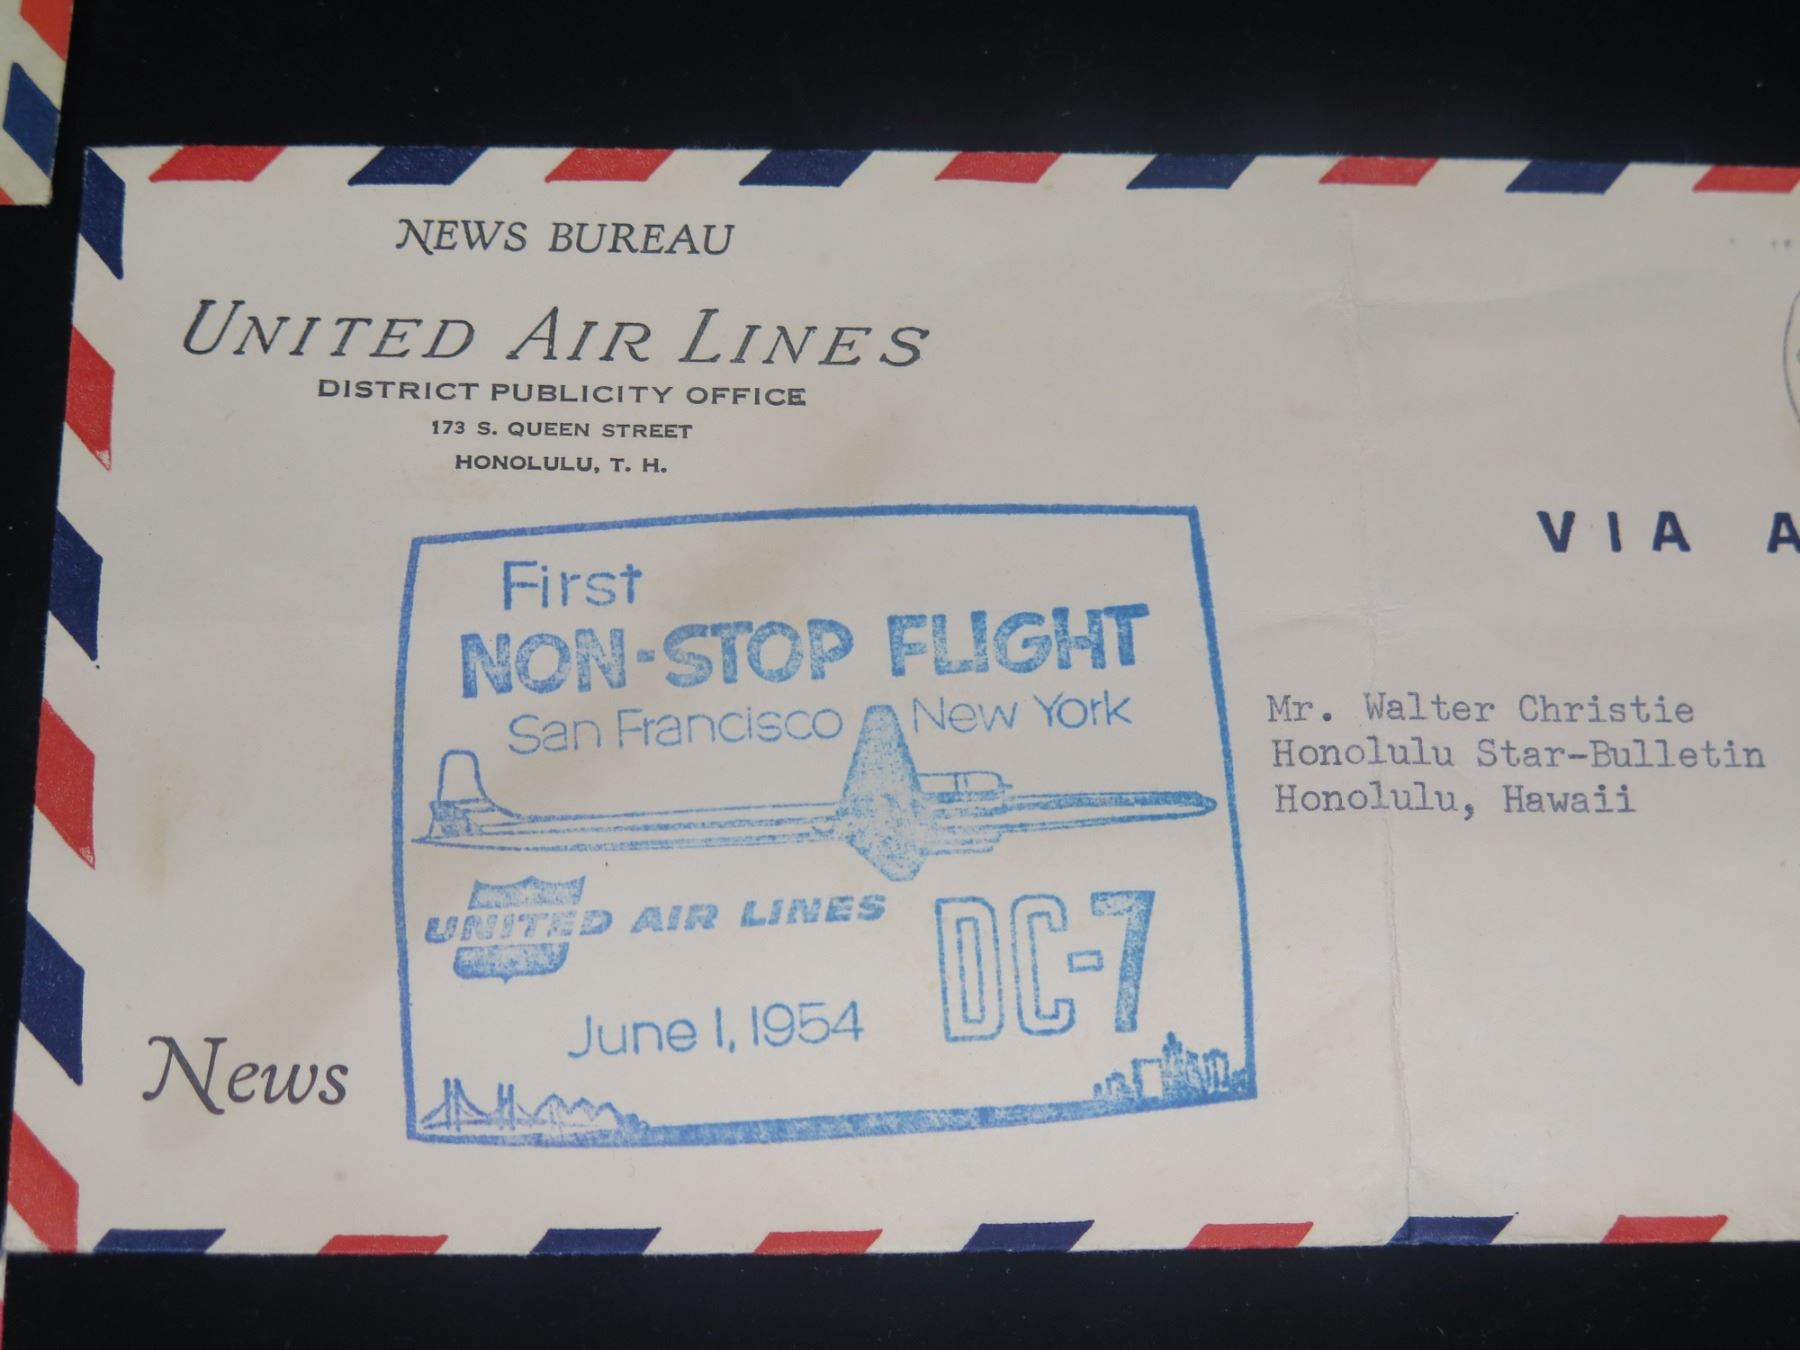 NEWS BUREAU
UNITED AIR LINES
DISTRICT PUBLICITY OFFICE
173 S. QUEEN STREET
HONOLULU, T. H.
VIA A
First
NON-STOP FLIGHT
San Francisco New York
UNITED AIR LINES
DC-7
June 1, 1954
Mr. Walter Christie
Honolulu Star-Bulletin
Honolulu, Hawaii
News